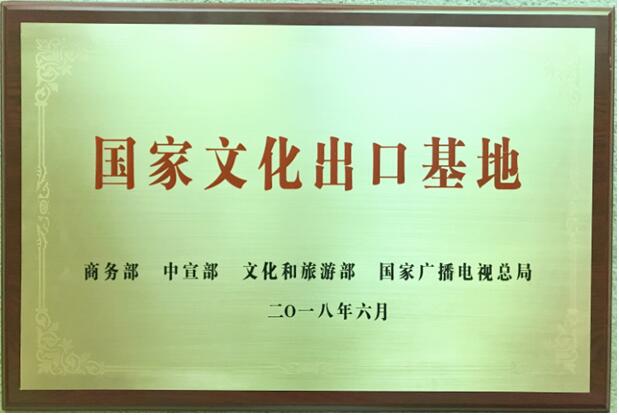 国家文化出口基地
商务部 中宣部 文化和旅游部 国家广播电视总局
二〇一八年六月